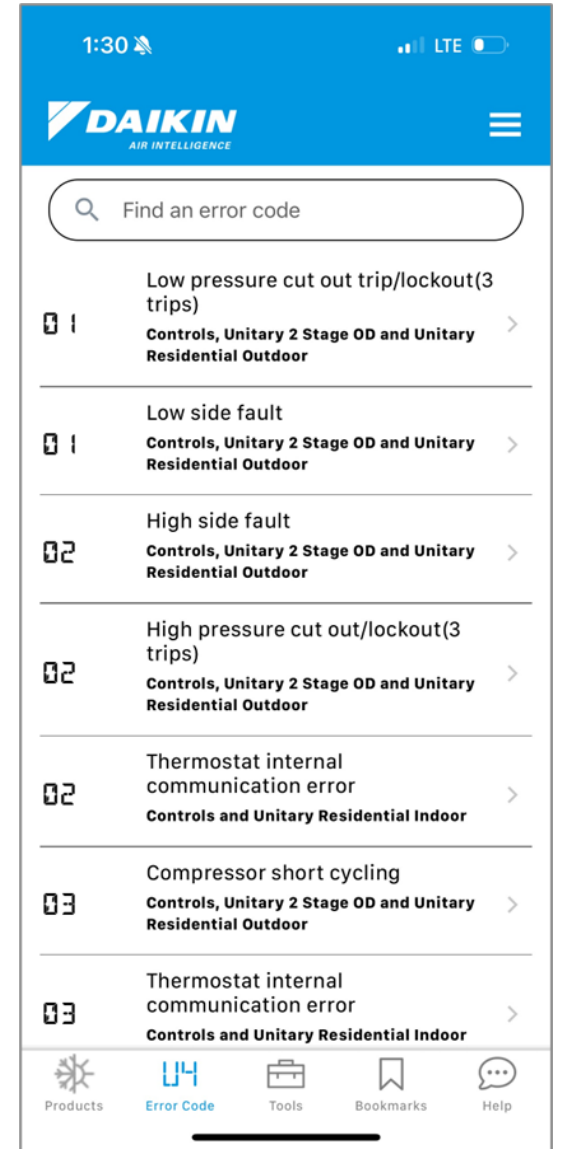 1:30
LTE
DAIKIN
AIR INTELLIGENCE
Find an error code
01
Low pressure cut out trip/lockout(3
trips)
Controls, Unitary 2 Stage OD and Unitary
Residential Outdoor
01
Low side fault
Controls, Unitary 2 Stage OD and Unitary
Residential Outdoor
02
High side fault
Controls, Unitary 2 Stage OD and Unitary
Residential Outdoor
02
High pressure cut out/lockout(3
trips)
Controls, Unitary 2 Stage OD and Unitary
Residential Outdoor
02
Thermostat internal
communication error
Controls and Unitary Residential Indoor
03
Compressor short cycling
Controls, Unitary 2 Stage OD and Unitary
Residential Outdoor
03
Thermostat internal
communication error
Controls and Unitary Residential Indoor
U4
Products
Error Code
Tools
Bookmarks
Help